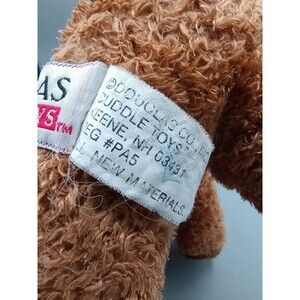 AS
YS™
©DOUGLAS CO., INC.
CUDDLE TOYS
KEENE, NH 03431
REG #PA5
ALL NEW MATERIALS.